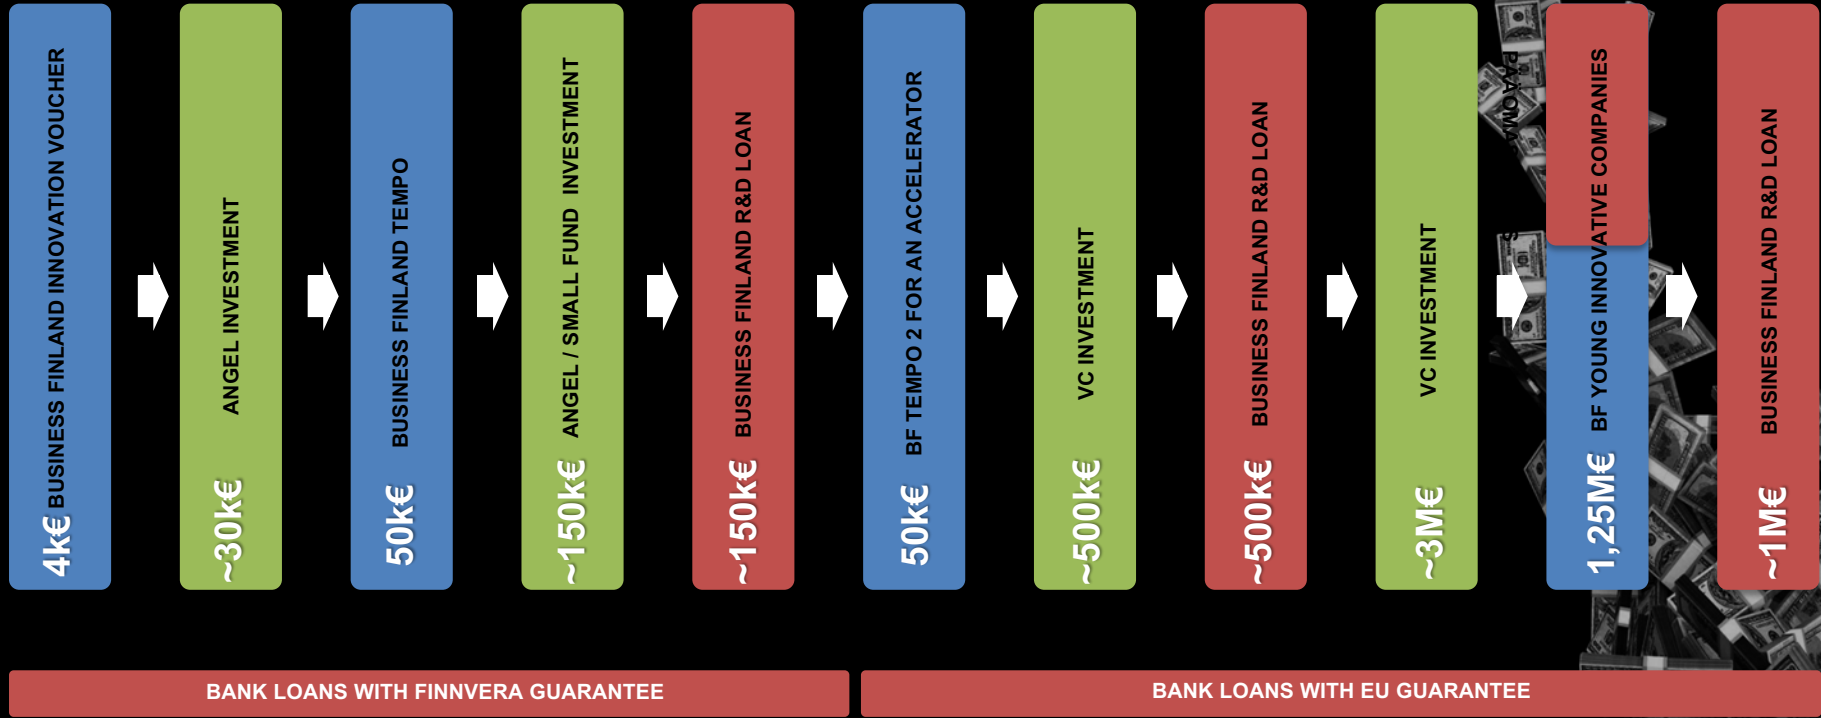 4k€ BUSINESS FINLAND INNOVATION VOUCHER
~30k€ ANGEL INVESTMENT
50k€ BUSINESS FINLAND TEMPO
~150k€ ANGEL / SMALL FUND INVESTMENT
~150k€ BUSINESS FINLAND R&D LOAN
50k€ BF TEMPO 2 FOR AN ACCELERATOR
~500k€ VC INVESTMENT
~500k€ BUSINESS FINLAND R&D LOAN
~3M€ VC INVESTMENT
1,25M€ BF YOUNG INNOVATIVE COMPANIES
~1M€ BUSINESS FINLAND R&D LOAN
BANK LOANS WITH FINNVERA GUARANTEE
BANK LOANS WITH EU GUARANTEE